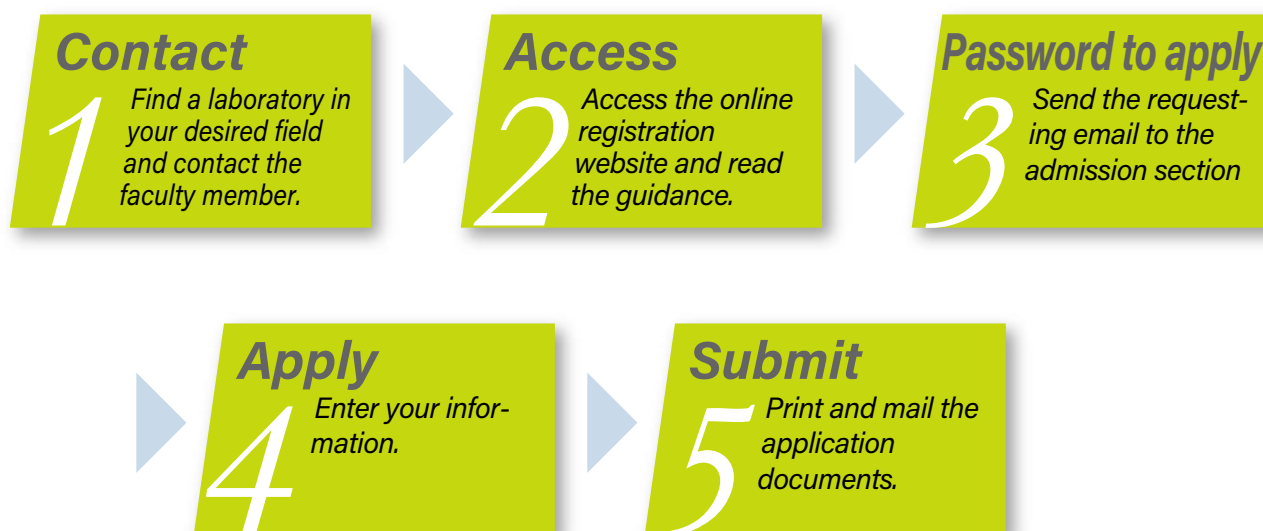 Contact
1
Find a laboratory in
your desired field
and contact the
faculty member.
Access
2
Access the online
registration
website and read
the guidance.
Password to apply
3
Send the request-
ing email to the
admission section
Apply
4
Enter your infor-
mation.
Submit
5
Print and mail the
application
documents.